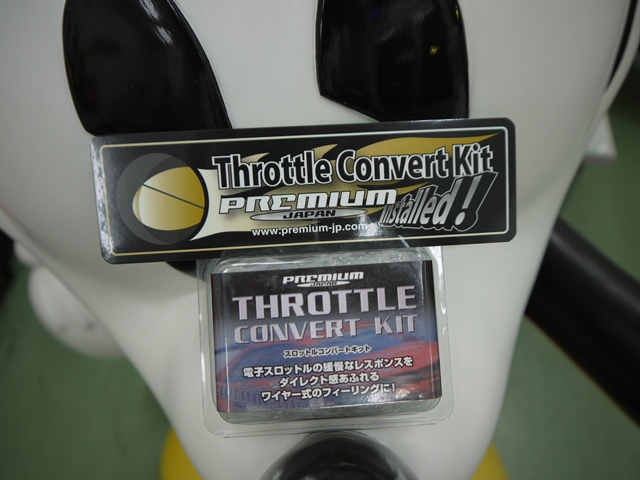 Throttle Convert Kit
PREMIUM
JAPAN
Installed!
www.premium-jp.com
PREMIUM
JAPAN
THROTTLE
CONVERT KIT
スロットルコンバートキット
電子スロットルの緩慢なレスポンスを
ダイレクト感あふれる
ワイヤー式のフィーリングに!